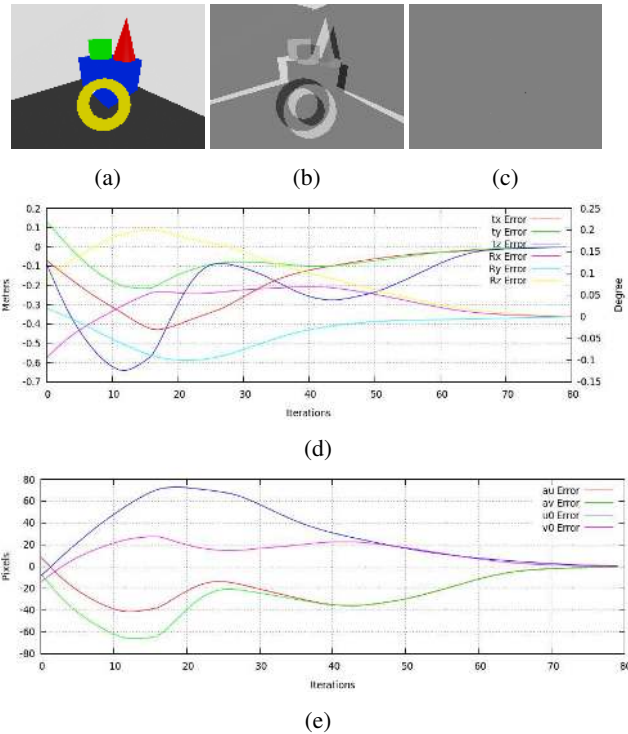 (a) (b) (c)
0.2 0.25
0.1 0.2
0 0.15
-0.1 0.1
-0.2 0.05
-0.3 0
-0.4 -0.05
-0.5 -0.1
-0.6 -0.15
-0.7
tx Error
ty Error
tz Error
Rx Error
Ry Error
Rz Error
Meters
Degree
0 10 20 30 40 50 60 70 80
Iterations
(d)
80
60
40
20
0
-20
-40
-60
-80
au Error
av Error
u0 Error
v0 Error
Pixels
0 10 20 30 40 50 60 70 80
Iterations
(e)